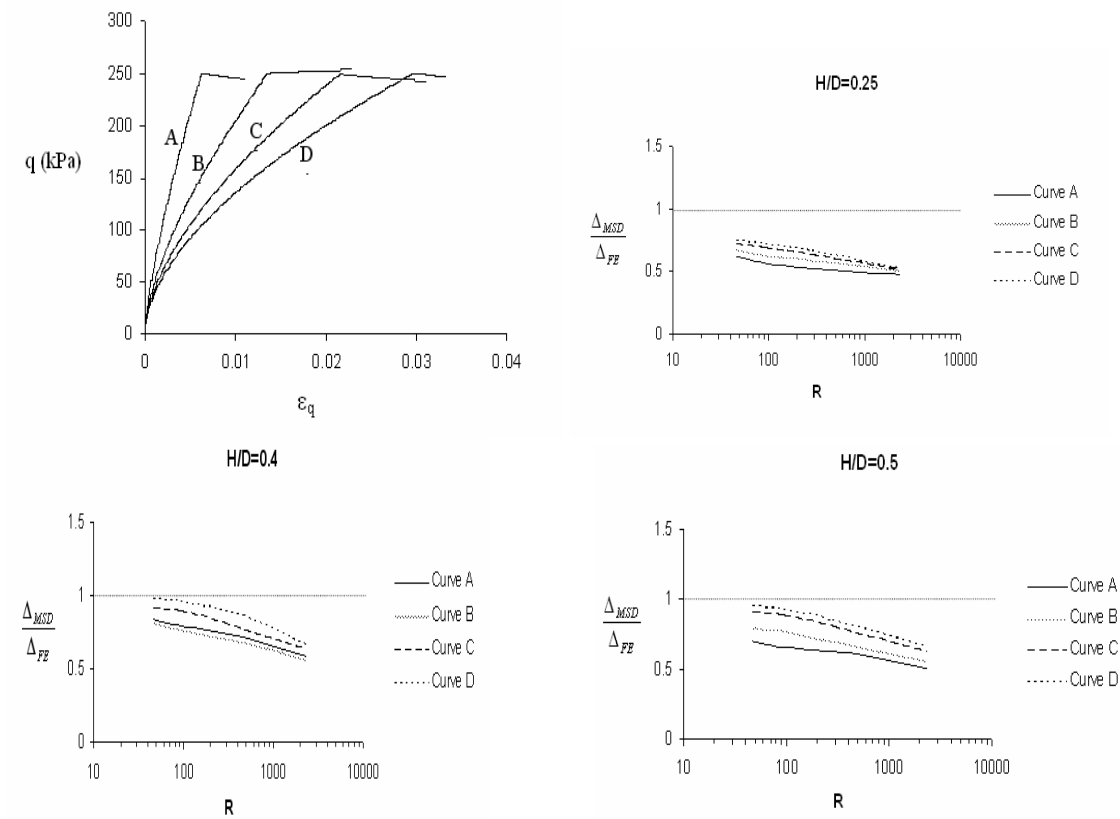 300
250
200
150
100
50
0
q (kPa)
A
B
C
D
0
0.01
0.02
0.03
0.04
εq
H/D=0.25
1.5
1
0.5
0
ΔMSD
ΔFE
10
100
1000
10000
R
Curve A
Curve B
Curve C
Curve D
H/D=0.4
1.5
1
0.5
0
ΔMSD
ΔFE
10
100
1000
10000
R
Curve A
Curve B
Curve C
Curve D
H/D=0.5
1.5
1
0.5
0
ΔMSD
ΔFE
10
100
1000
10000
R
Curve A
Curve B
Curve C
Curve D